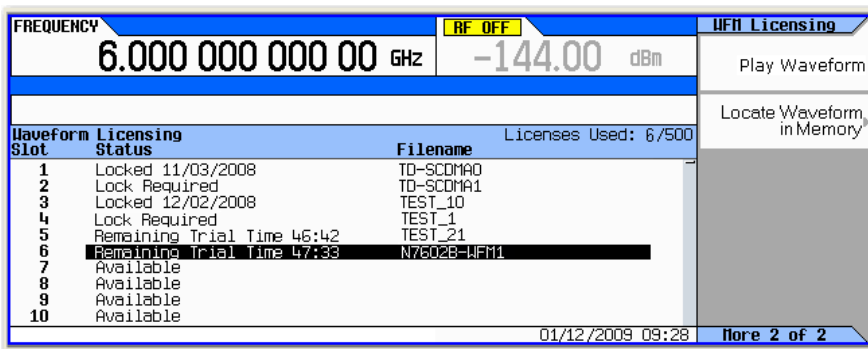 FREQUENCY
RF OFF
WFM Licensing
6.000 000 000 00 GHz
-144.00 dBm
Play Waveform
Locate Waveform
in Memory
Waveform Licensing
Licenses Used: 6/500
Slot Status Filename
1 Locked 11/03/2008 TD-SCDMA0
2 Lock Required TD-SCDMA1
3 Locked 12/02/2008 TEST_10
4 Lock Required TEST_1
5 Remaining Trial Time 46:42 TEST_21
6 Remaining Trial Time 47:33 N7602B-WFM1
7 Available
8 Available
9 Available
10 Available
01/12/2009 09:28
More 2 of 2